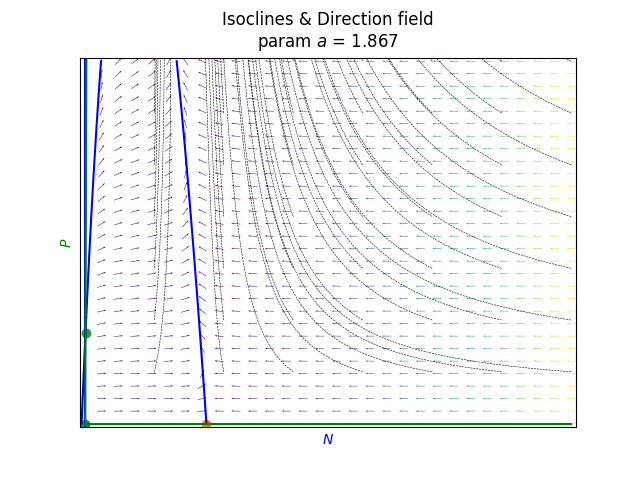 Isoclines & Direction field
param a = 1.867
P
N